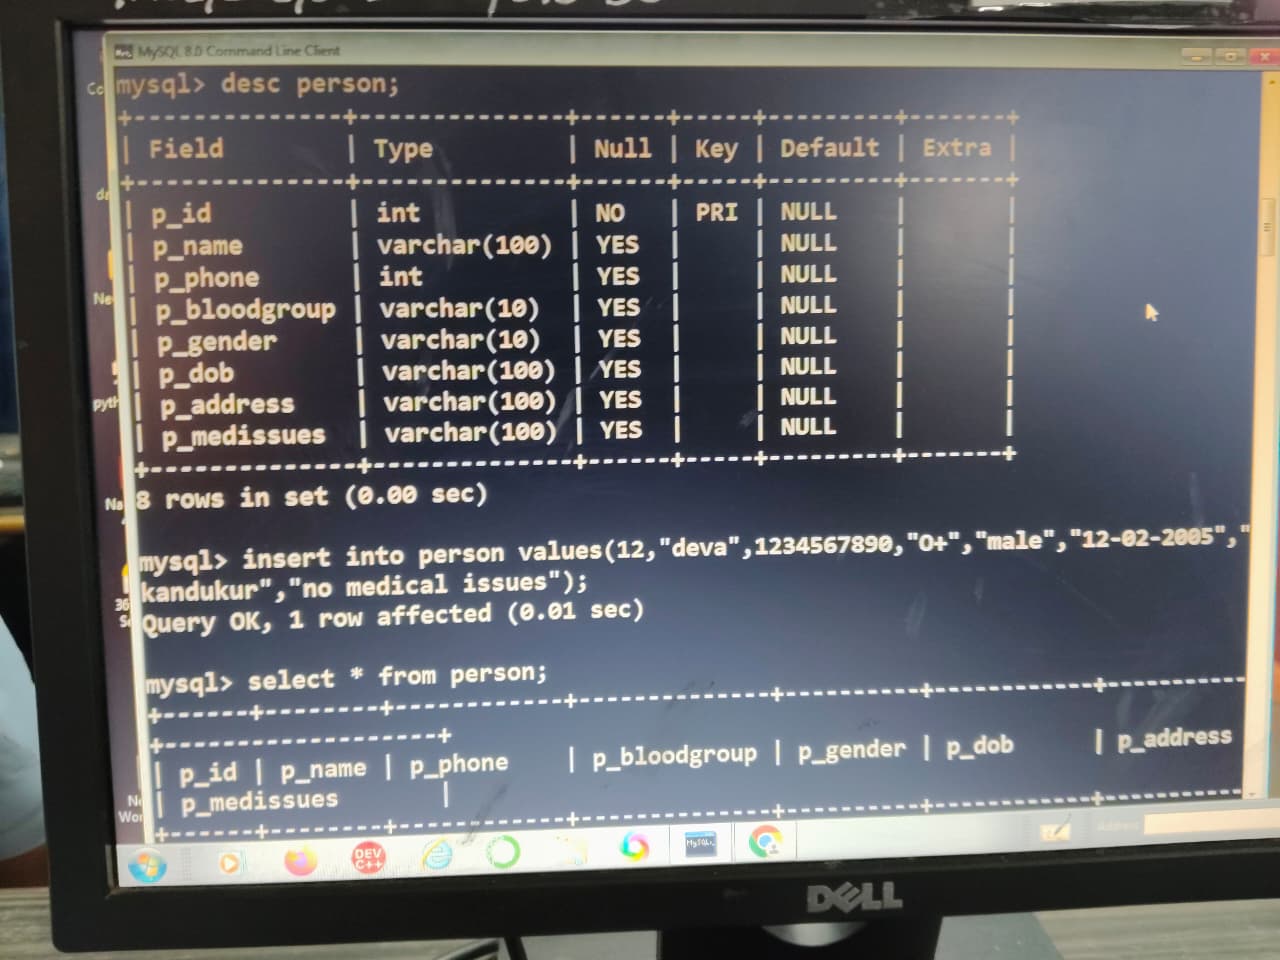 MySQL 8.0 Command Line Client
mysql> desc person;
+---------------+--------------+------+-----+---------+-------+
| Field | Type | Null | Key | Default | Extra |
+---------------+--------------+------+-----+---------+-------+
| p_id | int | NO | PRI | NULL | |
| p_name | varchar(100) | YES | | NULL | |
| p_phone | int | YES | | NULL | |
| p_bloodgroup | varchar(10) | YES | | NULL | |
| p_gender | varchar(10) | YES | | NULL | |
| p_dob | varchar(100) | YES | | NULL | |
| p_address | varchar(100) | YES | | NULL | |
| p_medissues | varchar(100) | YES | | NULL | |
+---------------+--------------+------+-----+---------+-------+
8 rows in set (0.00 sec)
mysql> insert into person values(12,"deva",1234567890,"O+","male","12-02-2005","
kandukur","no medical issues");
Query OK, 1 row affected (0.01 sec)
mysql> select * from person;
+------+--------+------------+--------------+----------+------------+----------
+-------------------+
| p_id | p_name | p_phone | p_bloodgroup | p_gender | p_dob | p_address
| p_medissues |
+------+--------+------------+--------------+----------+------------+----------
DEV
C++
MySQL
DELL